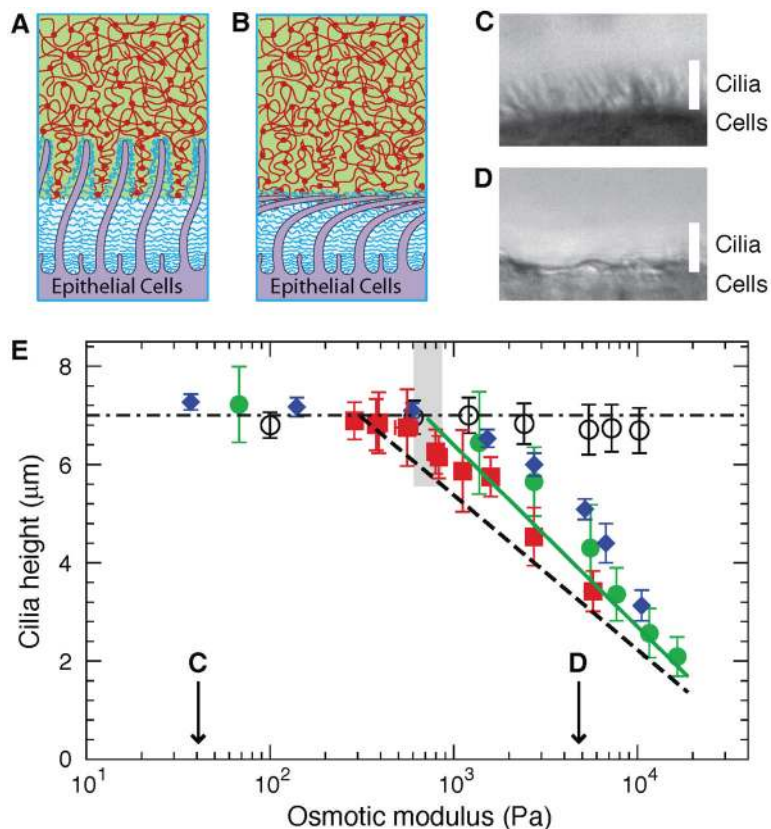 A
B
C
Epithelial Cells
Epithelial Cells
Cilia
Cells
D
Cilia
Cells
E
8
6
4
2
0
Cilia height (μm)
C
D
10¹
10²
10³
10⁴
Osmotic modulus (Pa)